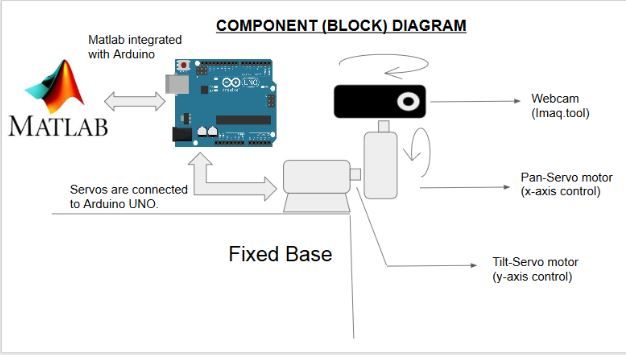 COMPONENT (BLOCK) DIAGRAM
Matlab integrated
with Arduino
MATLAB
UNO
Webcam
(Imaq.tool)
Pan-Servo motor
(x-axis control)
Servos are connected
to Arduino UNO.
Fixed Base
Tilt-Servo motor
(y-axis control)